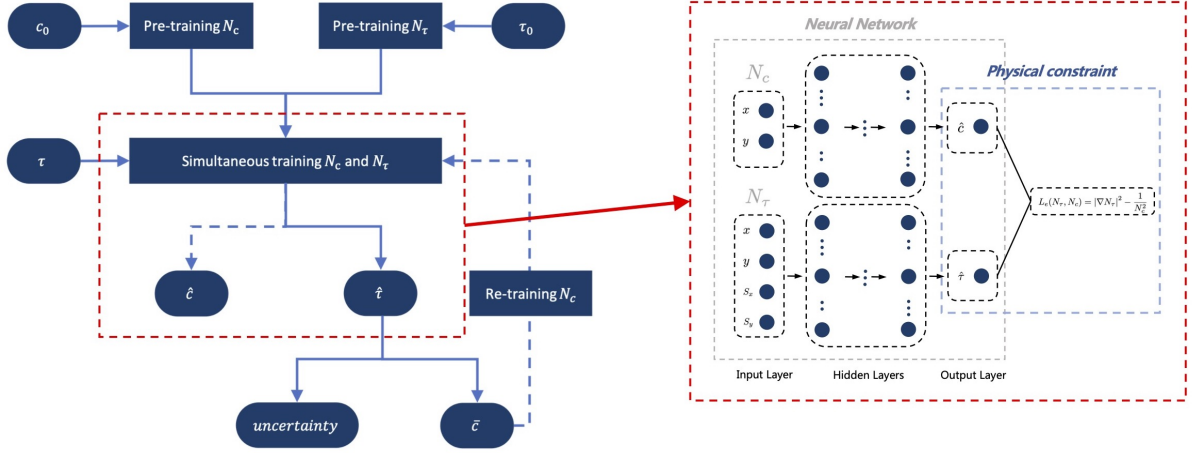 c₀
Pre-training N_c
Pre-training N_τ
τ₀
τ
Simultaneous training N_c and N_τ
ĉ
τ̂
Re-training N_c
uncertainty
c̄
Neural Network
N_c
x
y
N_τ
x
y
S_x
S_y
Physical constraint
ĉ
τ̂
L_e(N_τ, N_c) = |∇N_τ|² − 1/N_c²
Input Layer
Hidden Layers
Output Layer